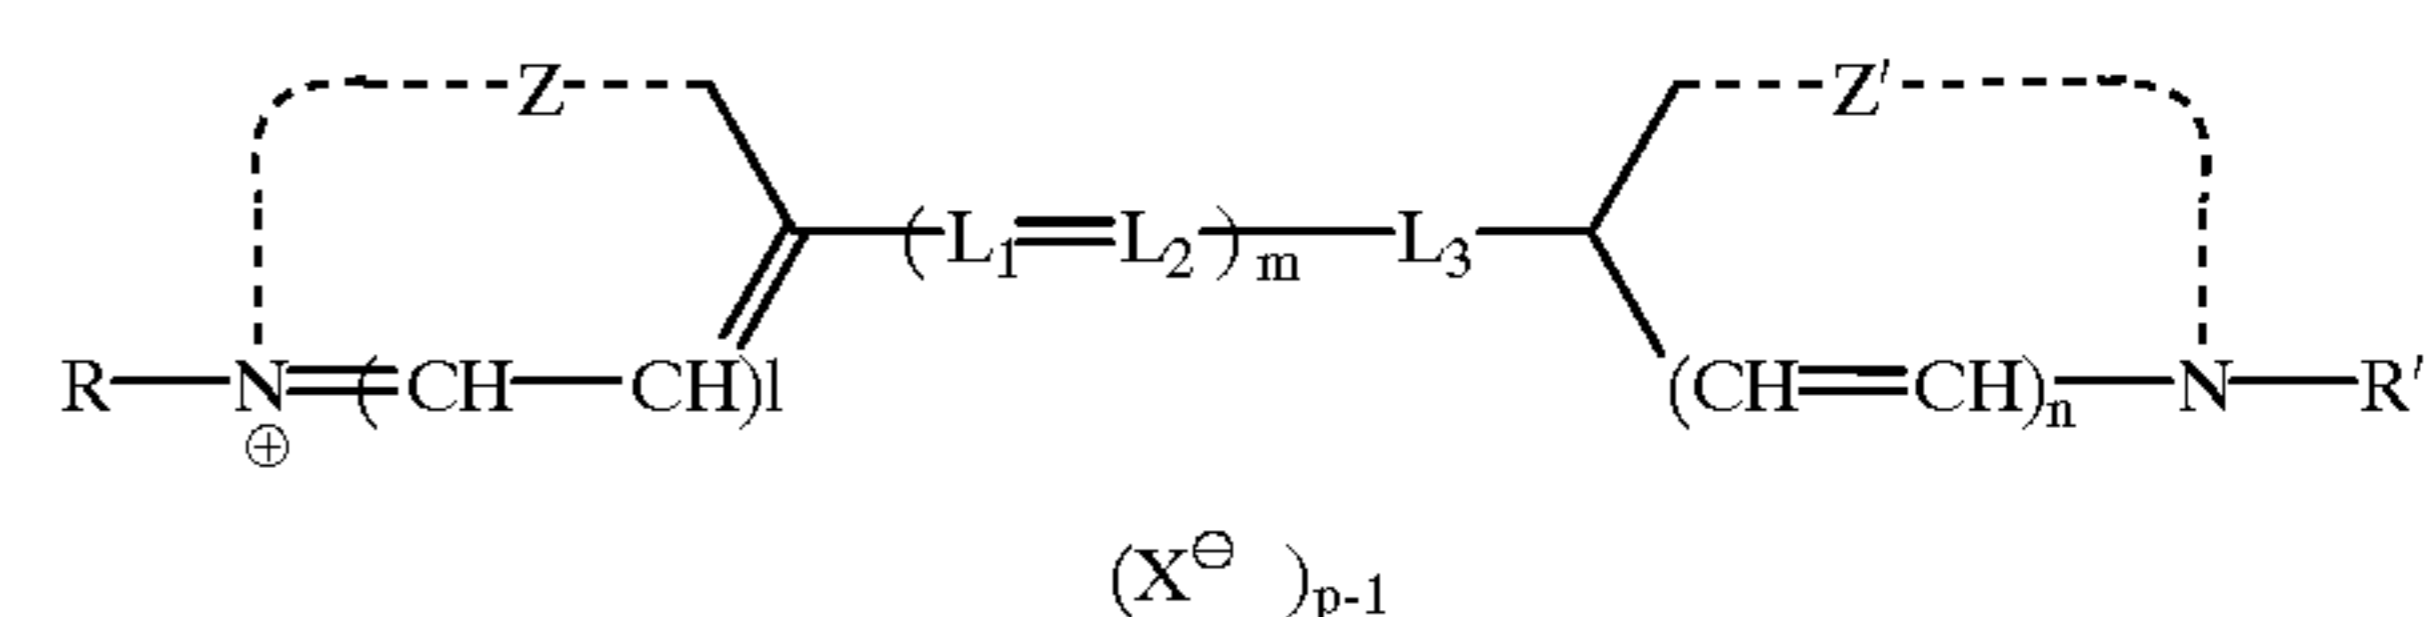 Z Z'
(L1=L2)m L3
R N=(CH CH)l (CH=CH)n N R'
⊕
(X⊖ )p-1